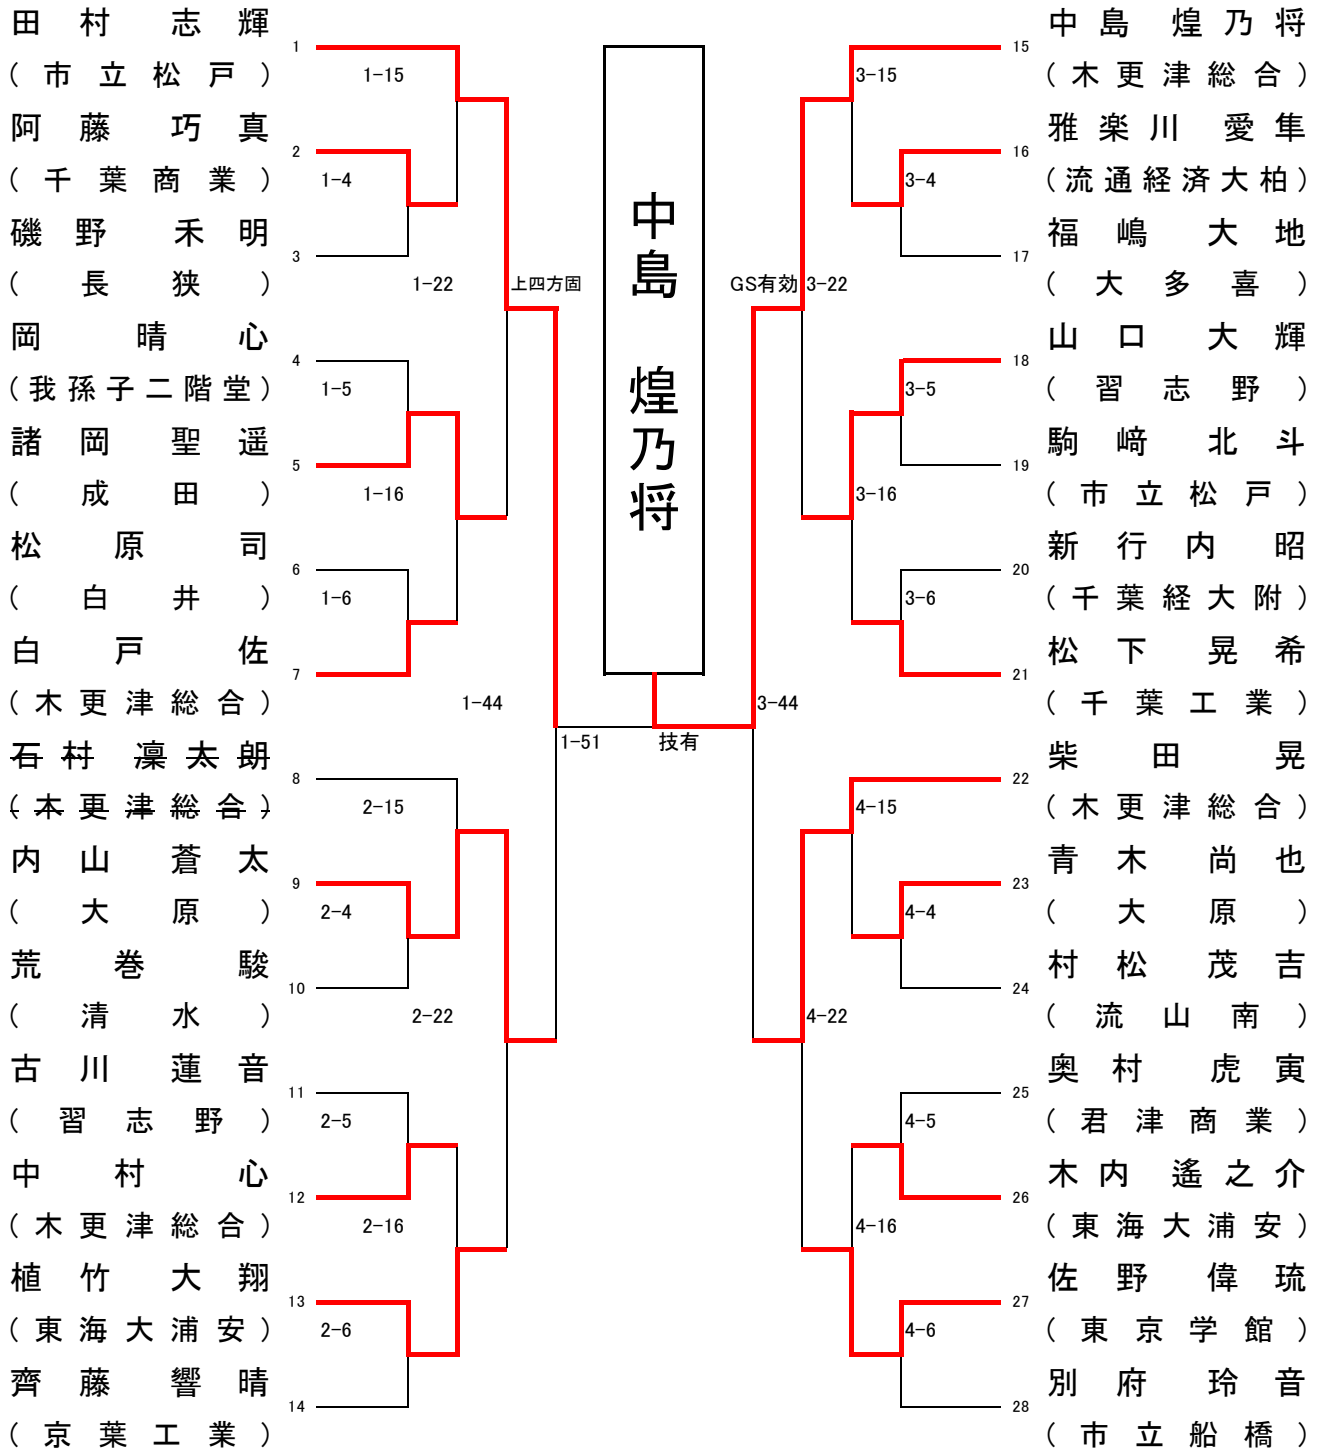 田村 志輝
1
(市立松戸)
1-15
阿藤 巧真
2
(千葉商業)
1-4
磯野 禾明
3
(長狭)
1-22
上四方固
岡 晴心
4
(我孫子二階堂)
1-5
諸岡 聖遥
5
(成田)
1-16
松原 司
6
(白井)
1-6
白戸 佐
7
(木更津総合)
1-44
石村 凜太朗
8
(木更津総合)
2-15
内山 蒼太
9
(大原)
2-4
荒巻 駿
10
(清水)
2-22
古川 蓮音
11
(習志野)
2-5
中村 心
12
(木更津総合)
2-16
植竹 大翔
13
(東海大浦安)
2-6
齊藤 響晴
14
(京葉工業)
中島 煌乃将
1-51
技有
中島 煌乃将
15
(木更津総合)
3-15
雅楽川 愛隼
16
(流通経済大柏)
3-4
福嶋 大地
17
(大多喜)
GS有効
3-22
山口 大輝
18
(習志野)
3-5
駒﨑 北斗
19
(市立松戸)
3-16
新行内 昭
20
(千葉経大附)
3-6
松下 晃希
21
(千葉工業)
3-44
柴田 晃
22
(木更津総合)
4-15
青木 尚也
23
(大原)
4-4
村松 茂吉
24
(流山南)
4-22
奥村 虎寅
25
(君津商業)
4-5
木内 遙之介
26
(東海大浦安)
4-16
佐野 偉琉
27
(東京学館)
4-6
別府 玲音
28
(市立船橋)